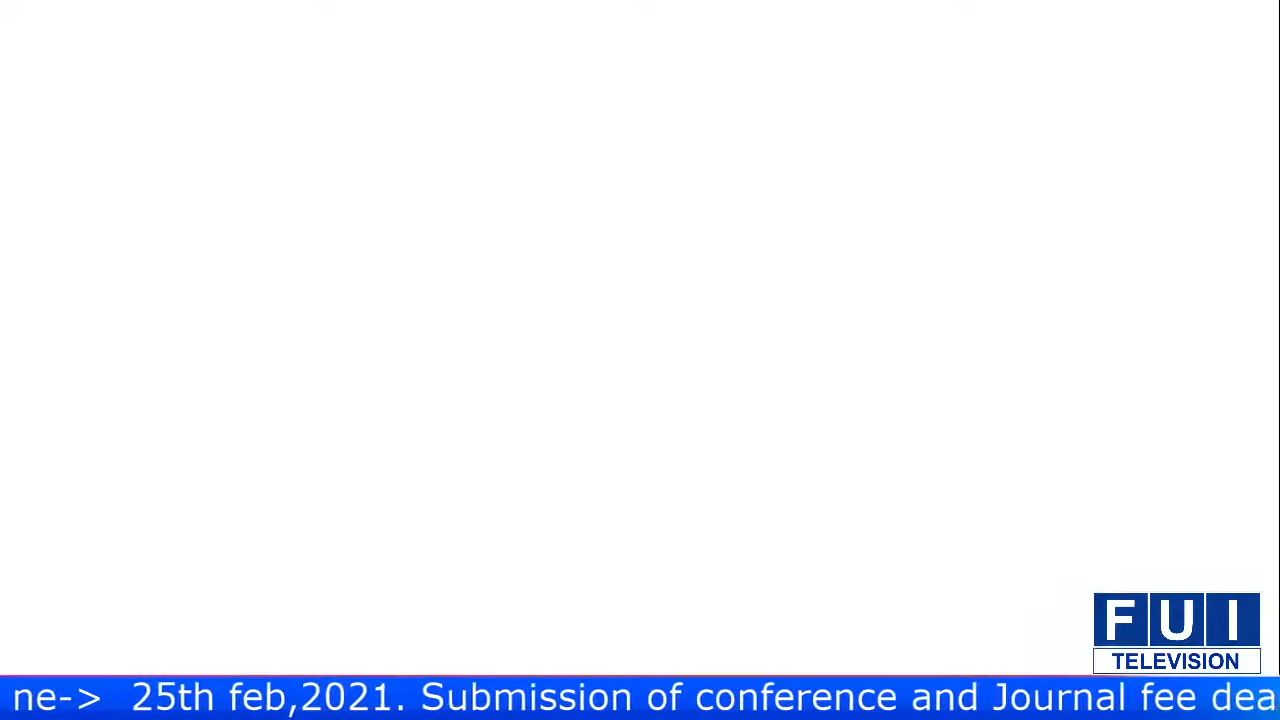 FUI
TELEVISION
ne-> 25th feb,2021. Submission of conference and Journal fee dea